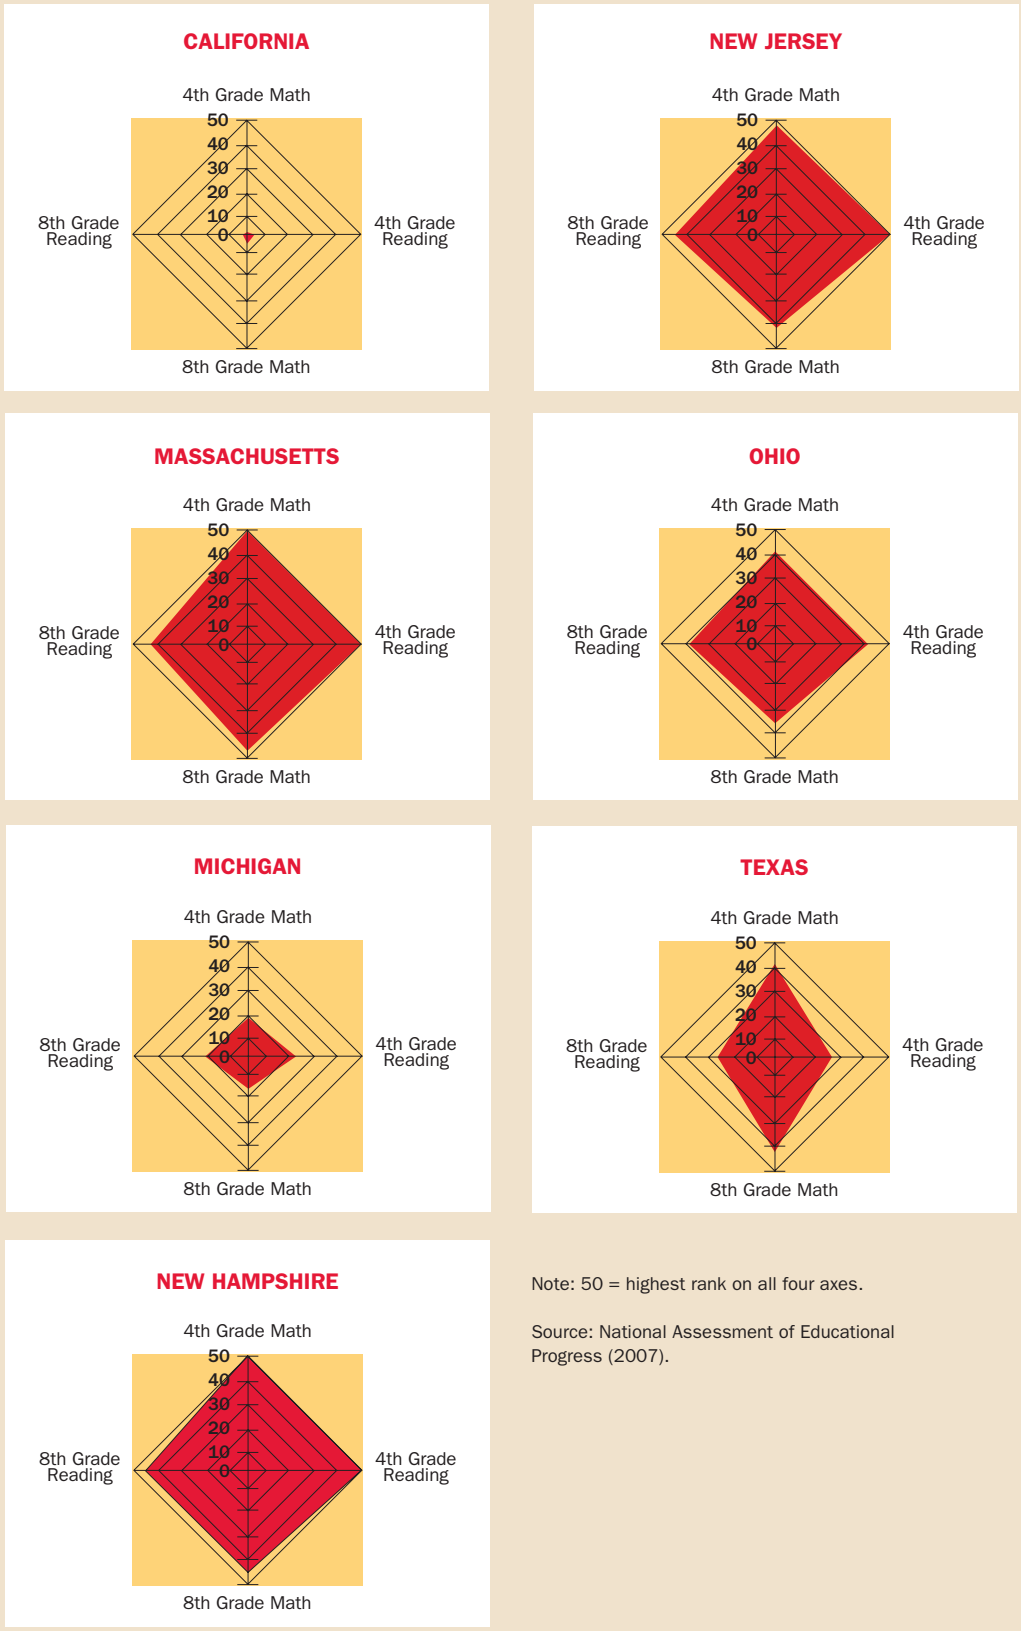 CALIFORNIA
4th Grade Math
50
40
30
20
10
0
8th Grade
Reading
4th Grade
Reading
8th Grade Math
NEW JERSEY
4th Grade Math
50
40
30
20
10
0
8th Grade
Reading
4th Grade
Reading
8th Grade Math
MASSACHUSETTS
4th Grade Math
50
40
30
20
10
0
8th Grade
Reading
4th Grade
Reading
8th Grade Math
OHIO
4th Grade Math
50
40
30
20
10
0
8th Grade
Reading
4th Grade
Reading
8th Grade Math
MICHIGAN
4th Grade Math
50
40
30
20
10
0
8th Grade
Reading
4th Grade
Reading
8th Grade Math
TEXAS
4th Grade Math
50
40
30
20
10
0
8th Grade
Reading
4th Grade
Reading
8th Grade Math
NEW HAMPSHIRE
4th Grade Math
50
40
30
20
10
0
8th Grade
Reading
4th Grade
Reading
8th Grade Math
Note: 50 = highest rank on all four axes.
Source: National Assessment of Educational
Progress (2007).